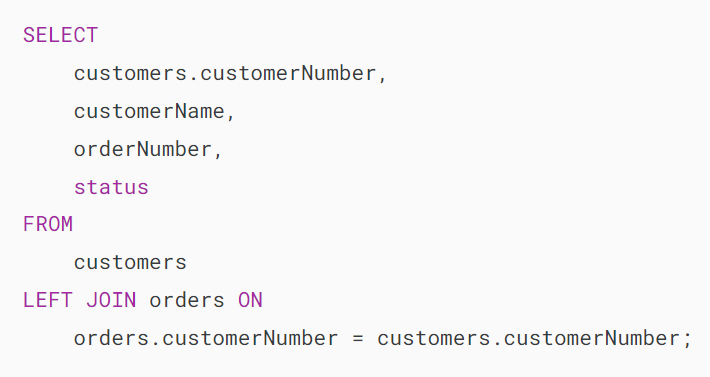 SELECT
    customers.customerNumber,
    customerName,
    orderNumber,
    status
FROM
    customers
LEFT JOIN orders ON
    orders.customerNumber = customers.customerNumber;